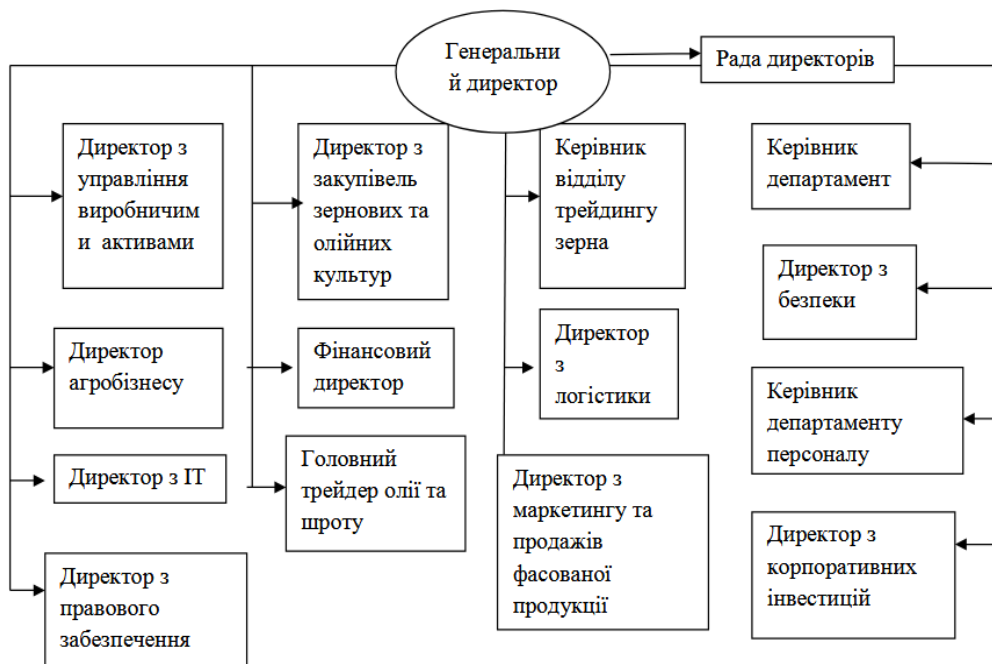 Генеральни
й директор
Рада директорів
Директор з
управління
виробничим
и активами
Директор з
закупівель
зернових та
олійних
культур
Керівник
відділу
трейдингу
зерна
Керівник
департамент
Директор з
безпеки
Директор
агробізнесу
Фінансовий
директор
Директор
з
логістики
Керівник
департаменту
персоналу
Директор з ІТ
Головний
трейдер олії та
шроту
Директор з
маркетингу та
продажів
фасованої
продукції
Директор з
корпоративних
інвестицій
Директор з
правового
забезпечення